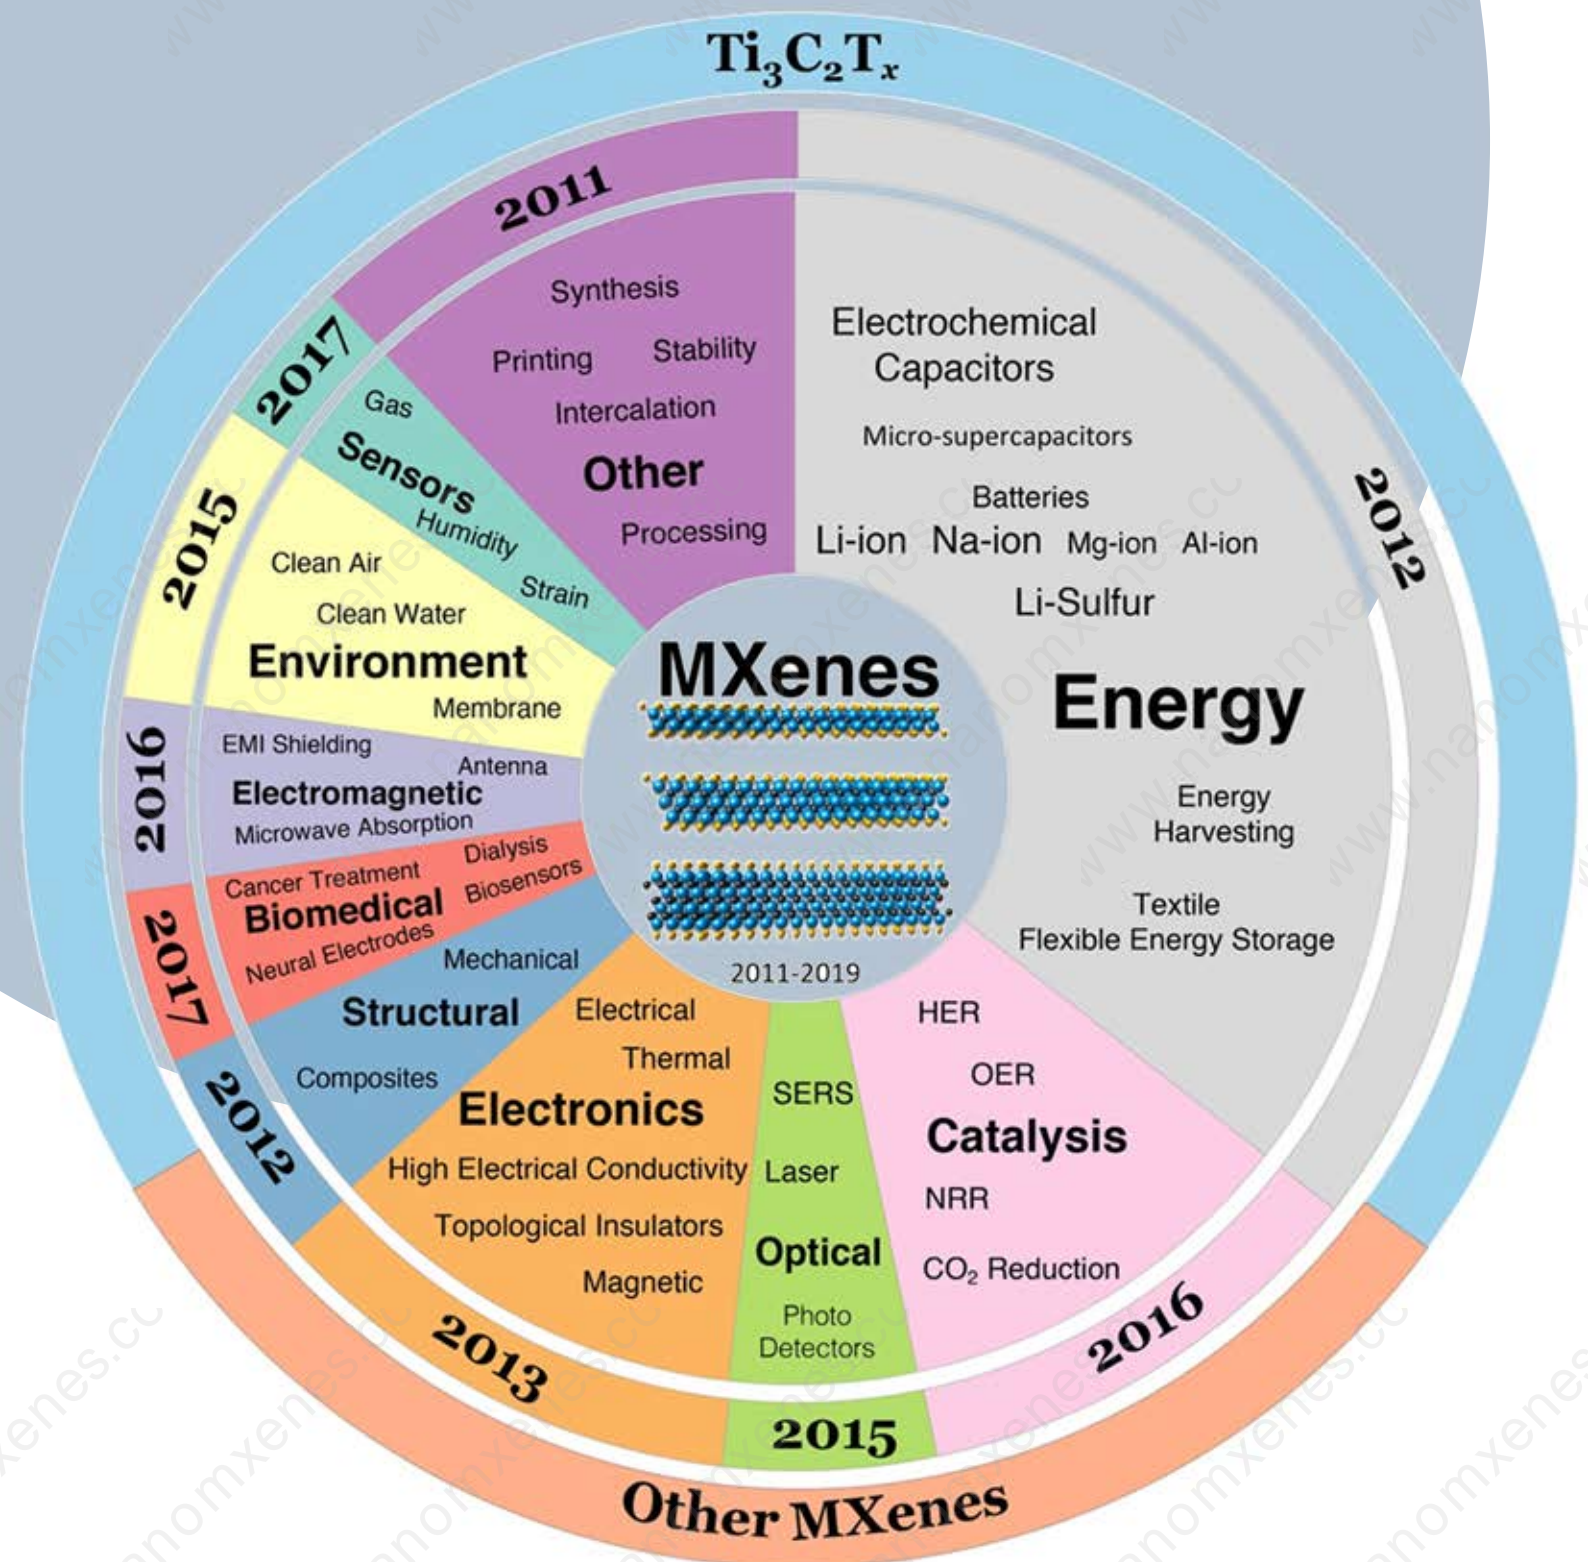 Ti₃C₂Tₓ
2011
Synthesis
Printing
Stability
Intercalation
Other
Processing
2012
Electrochemical
Capacitors
Micro-supercapacitors
Batteries
Li-ion Na-ion Mg-ion Al-ion
Li-Sulfur
Energy
Energy
Harvesting
Textile
Flexible Energy Storage
2016
HER
OER
Catalysis
NRR
CO₂ Reduction
2015
SERS
Laser
Optical
Photo
Detectors
2013
Electrical
Thermal
Electronics
High Electrical Conductivity
Topological Insulators
Magnetic
2012
Mechanical
Structural
Composites
2017
Dialysis
Cancer Treatment
Biosensors
Biomedical
Neural Electrodes
2016
EMI Shielding
Antenna
Electromagnetic
Microwave Absorption
2015
Clean Air
Clean Water
Environment
Membrane
2017
Gas
Sensors
Humidity
Strain
MXenes
2011-2019
Other MXenes